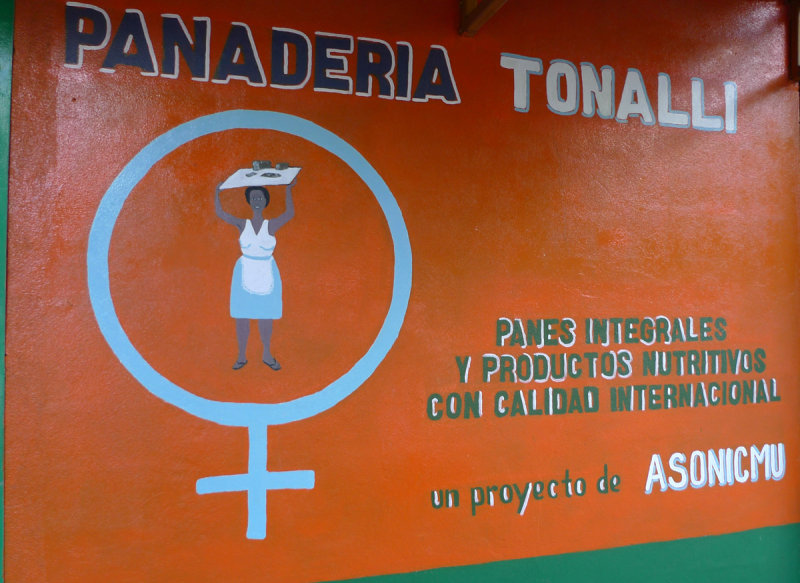 PANADERIA TONALLI
PANES INTEGRALES
Y PRODUCTOS NUTRITIVOS
CON CALIDAD INTERNACIONAL
un proyecto de ASONICMU